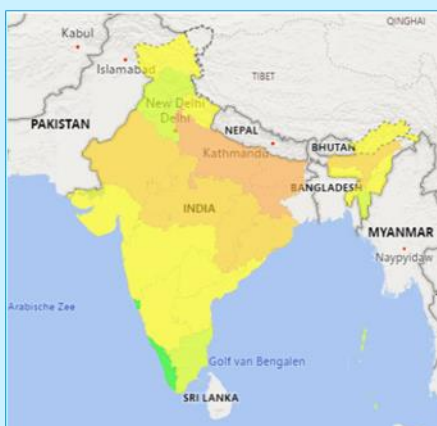 QINGHAI
Kabul
Islamabad
TIBET
New Delhi
Delhi
PAKISTAN
NEPAL
BHUTAN
Kathmandu
BANGLADESH
INDIA
MYANMAR
Naypyidaw
Arabische Zee
Golf van Bengalen
SRI LANKA